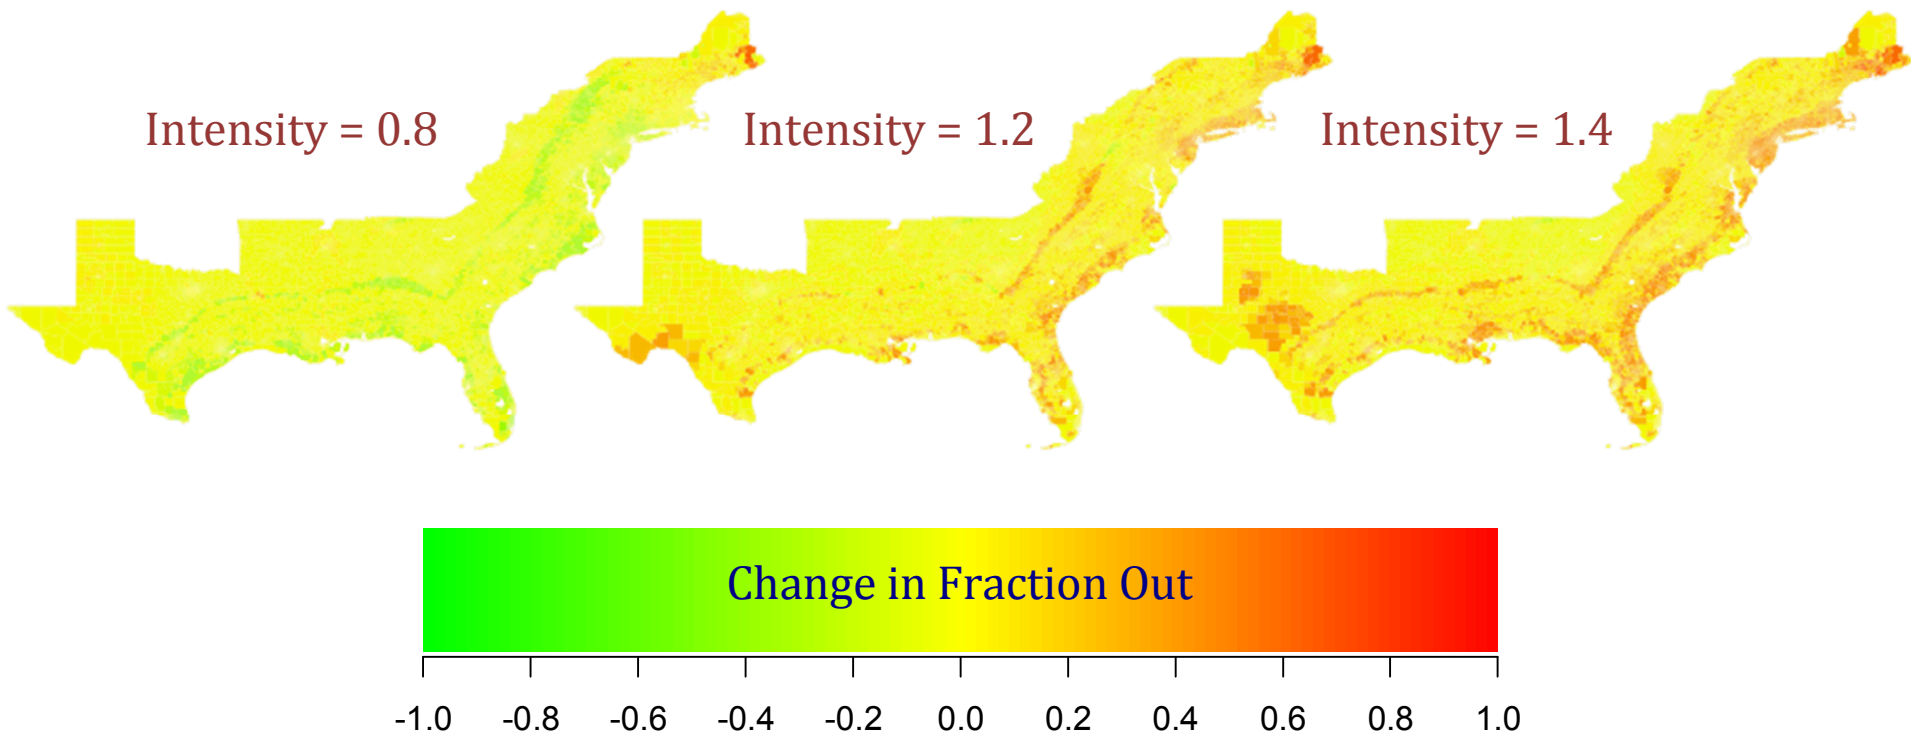 Intensity = 0.8
Intensity = 1.2
Intensity = 1.4
Change in Fraction Out
-1.0 -0.8 -0.6 -0.4 -0.2 0.0 0.2 0.4 0.6 0.8 1.0